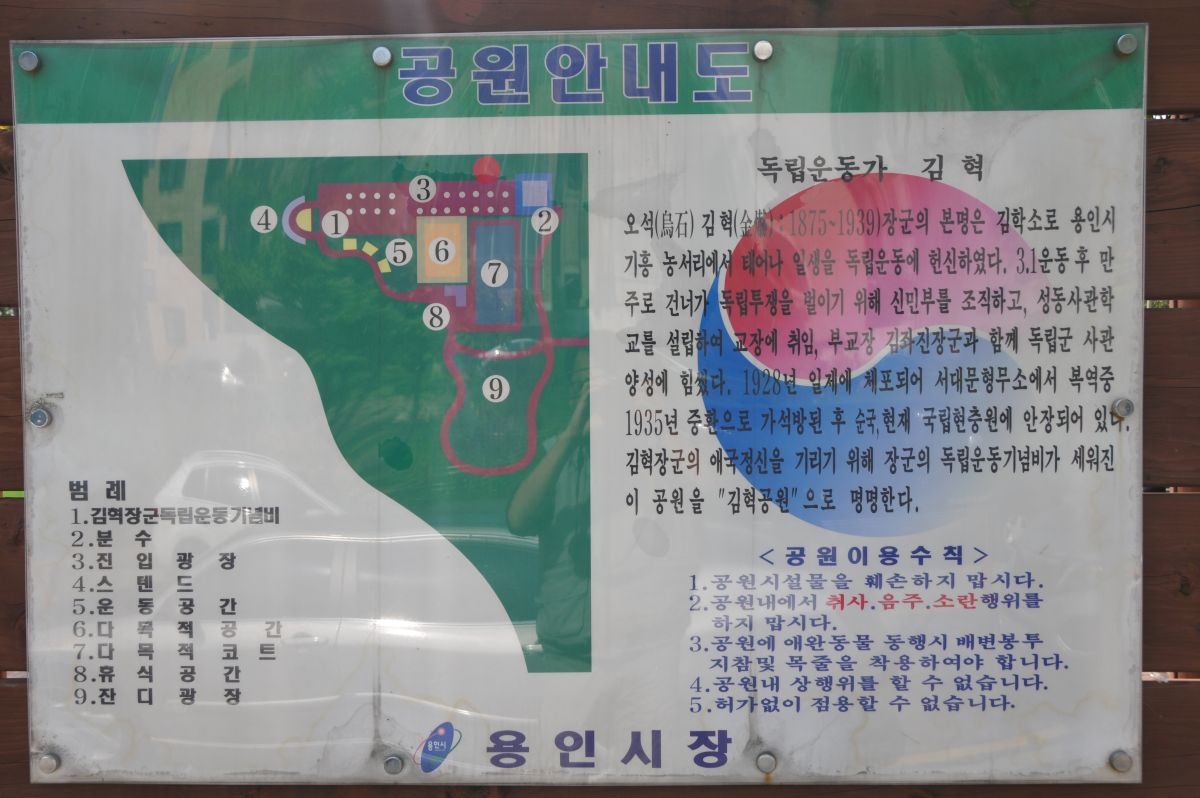 공원안내도
3
4
1
2
5
6
7
8
9
범 례
1.김혁장군독립운동기념비
2.분 수
3.진 입 광 장
4.스 텐 드
5.운 동 공 간
6.다 목 적 공 간
7.다 목 적 코 트
8.휴 식 공 간
9.잔 디 광 장
독립운동가 김 혁
오석(烏石) 김 혁(金 ):1875~1939)장군의 본명은 김학소로 용인시
기흥 농서리에서 태어나 일생을 독립운동에 헌신하였다. 3.1운동 후 만
주로 건너가 독립투쟁을 벌이기 위해 신민부를 조직하고, 성동사관학
교를 설립하여 교장에 취임, 부교장 김좌진장군과 함께 독립군 사관
양성에 힘썼다. 1928년 일제에 체포되어 서대문형무소에서 복역중
1935년 중환으로 가석방된 후 순국,현재 국립현충원에 안장되어 있다.
김혁장군의 애국정신을 기리기 위해 장군의 독립운동기념비가 세워진
이 공원을 "김혁공원"으로 명명한다.
<공원이용수칙>
1.공원시설물을 훼손하지 맙시다.
2.공원내에서 취사.음주.소란행위를
하지 맙시다.
3.공원에 애완동물 동행시 배변봉투
지참및 목줄을 착용하여야 합니다.
4.공원내 상행위를 할 수 없습니다.
5.허가없이 점용할 수 없습니다.
용인시
용인시장